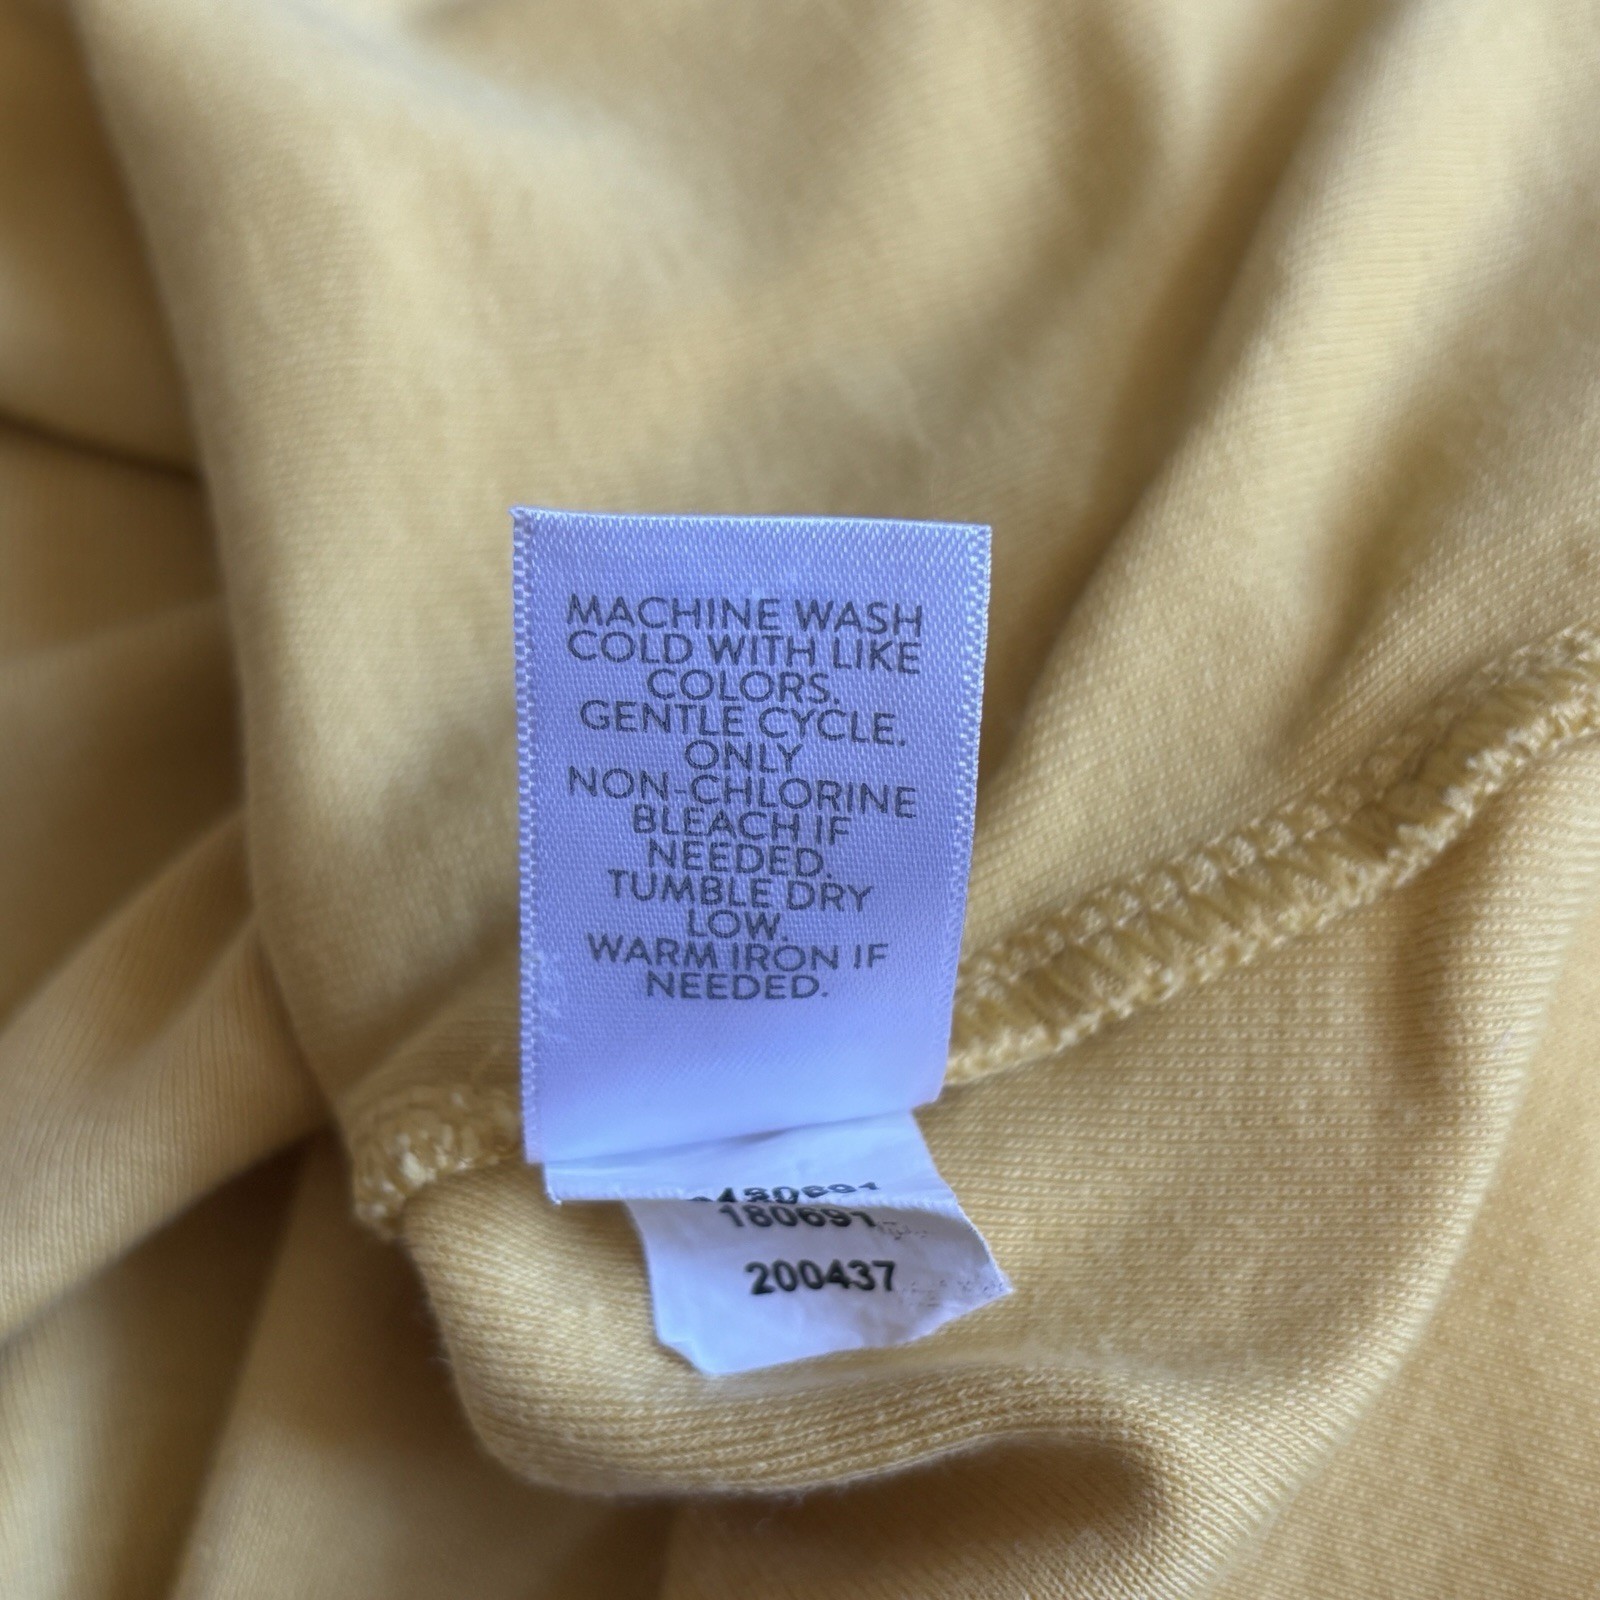 MACHINE WASH
COLD WITH LIKE
COLORS.
GENTLE CYCLE.
ONLY
NON-CHLORINE
BLEACH IF
NEEDED.
TUMBLE DRY
LOW.
WARM IRON IF
NEEDED.
180691
200437